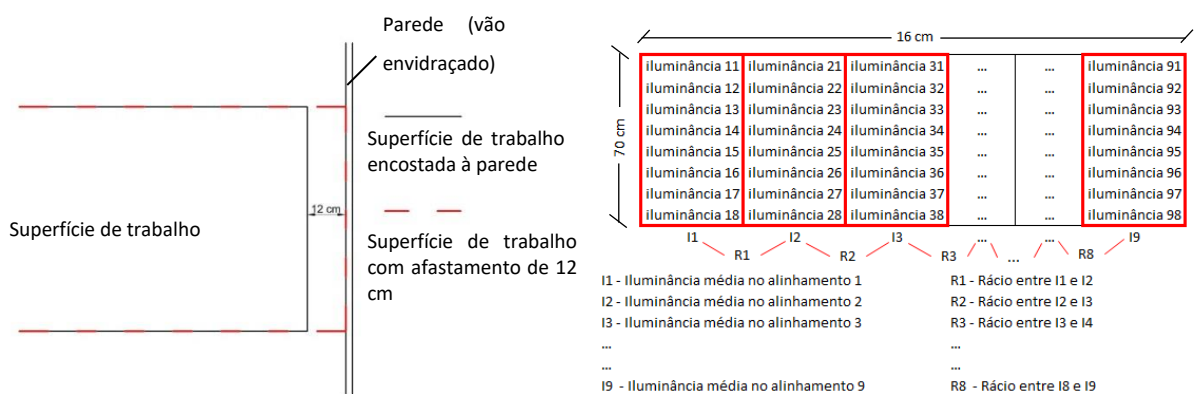 Parede (vão
envidraçado)
Superfície de trabalho
encostada à parede
12 cm
Superfície de trabalho
Superfície de trabalho
com afastamento de 12
cm
16 cm
70 cm
iluminância 11 iluminância 21 iluminância 31 ... ... iluminância 91
iluminância 12 iluminância 22 iluminância 32 ... ... iluminância 92
iluminância 13 iluminância 23 iluminância 33 ... ... iluminância 93
iluminância 14 iluminância 24 iluminância 34 ... ... iluminância 94
iluminância 15 iluminância 25 iluminância 35 ... ... iluminância 95
iluminância 16 iluminância 26 iluminância 36 ... ... iluminância 96
iluminância 17 iluminância 27 iluminância 37 ... ... iluminância 97
iluminância 18 iluminância 28 iluminância 38 ... ... iluminância 98
I1 I2 I3 ... ... I9
R1 R2 R3 ... R8
I1 - Iluminância média no alinhamento 1
I2 - Iluminância média no alinhamento 2
I3 - Iluminância média no alinhamento 3
...
...
I9 - Iluminância média no alinhamento 9
R1 - Rácio entre I1 e I2
R2 - Rácio entre I2 e I3
R3 - Rácio entre I3 e I4
...
...
R8 - Rácio entre I8 e I9